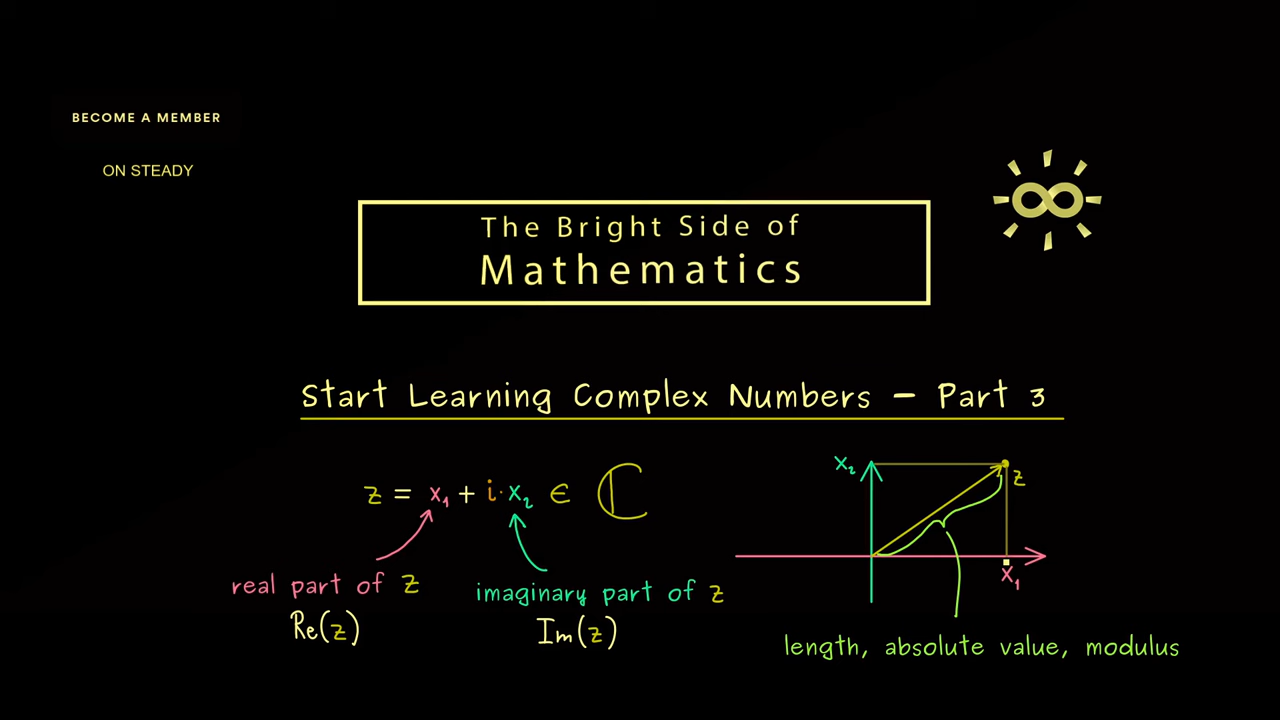 BECOME A MEMBER
ON STEADY
The Bright Side of
Mathematics
Start Learning Complex Numbers - Part 3
z = x₁ + i · x₂ ∈ ℂ
real part of z
Re(z)
imaginary part of z
Im(z)
x₂
z
x₁
length, absolute value, modulus